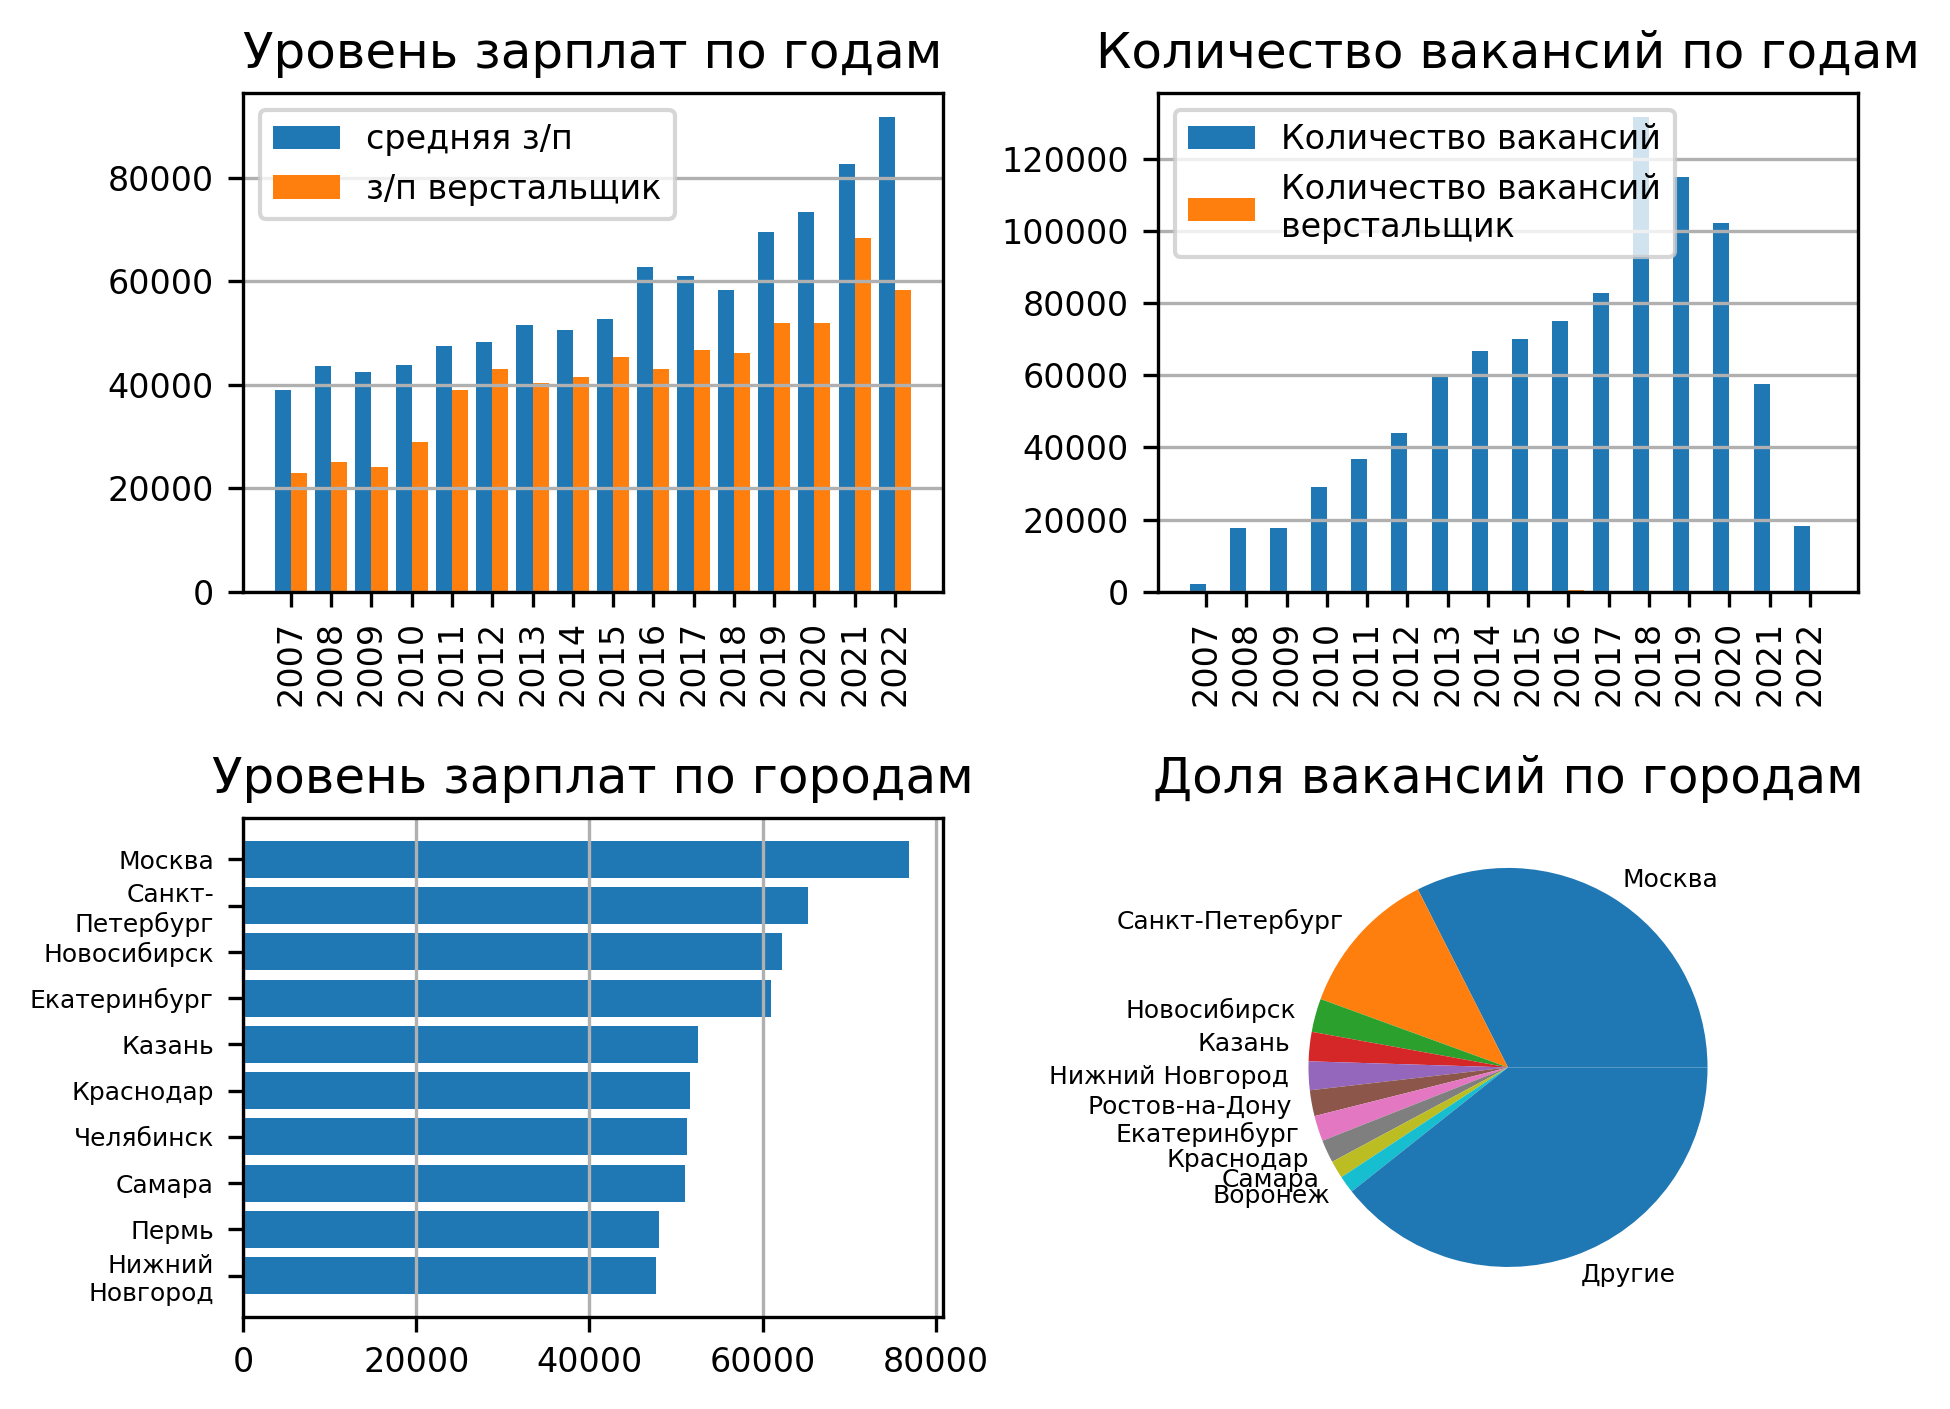 Уровень зарплат по годам
средняя з/п
з/п верстальщик
80000
60000
40000
20000
0
2007
2008
2009
2010
2011
2012
2013
2014
2015
2016
2017
2018
2019
2020
2021
2022
Количество вакансий по годам
Количество вакансий
Количество вакансий
верстальщик
120000
100000
80000
60000
40000
20000
0
2007
2008
2009
2010
2011
2012
2013
2014
2015
2016
2017
2018
2019
2020
2021
2022
Уровень зарплат по городам
Москва
Санкт-
Петербург
Новосибирск
Екатеринбург
Казань
Краснодар
Челябинск
Самара
Пермь
Нижний
Новгород
0
20000
40000
60000
80000
Доля вакансий по городам
Москва
Санкт-Петербург
Новосибирск
Казань
Нижний Новгород
Ростов-на-Дону
Екатеринбург
Краснодар
Самара
Воронеж
Другие